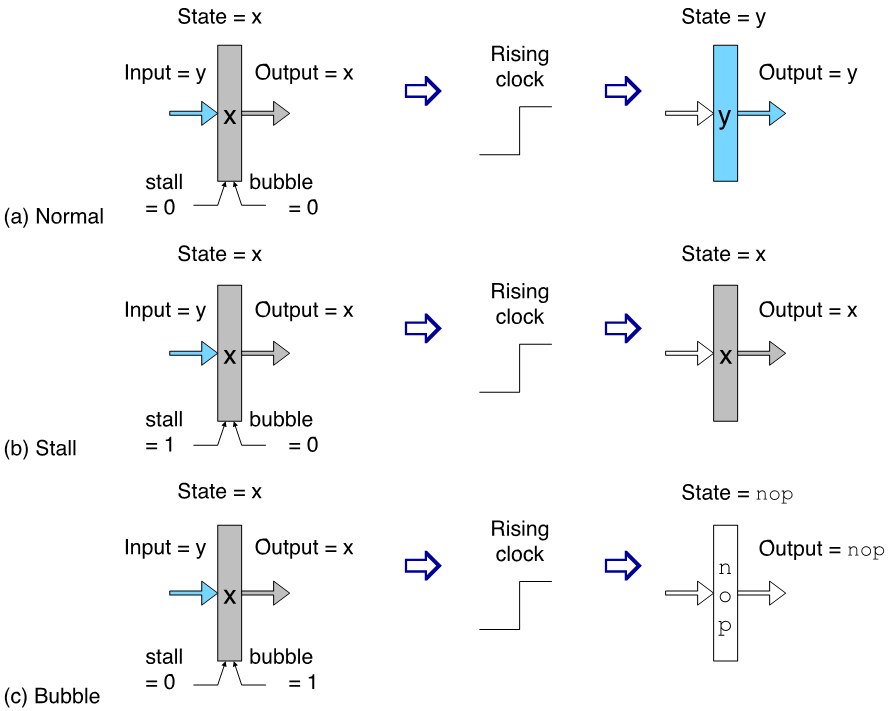 State = x
State = y
Input = y
Output = x
Rising
clock
Output = y
x
y
stall
= 0
bubble
= 0
(a) Normal
State = x
State = x
Input = y
Output = x
Rising
clock
Output = x
x
x
stall
= 1
bubble
= 0
(b) Stall
State = x
State = nop
Input = y
Output = x
Rising
clock
Output = nop
x
n
o
p
stall
= 0
bubble
= 1
(c) Bubble